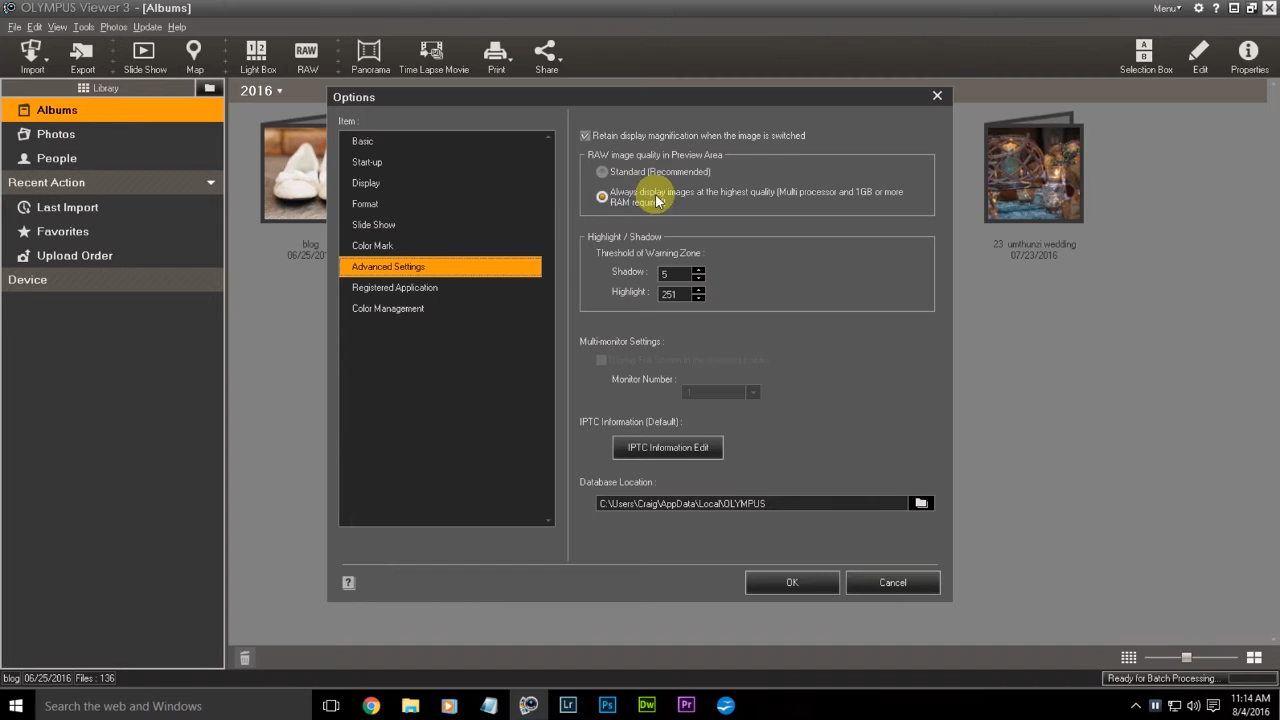 OLYMPUS Viewer 3 - [Albums]
Menu
File Edit View Tools Photos Update Help
Import Export Slide Show Map Light Box RAW Panorama Time Lapse Movie Print Share Selection Box Edit Properties
Library
2016
Albums
Photos
People
Recent Action
Last Import
Favorites
Upload Order
Device
blog
23 umthunzi wedding
07/23/2016
Options
Item :
Basic
Start-up
Display
Format
Slide Show
Color Mark
Advanced Settings
Registered Application
Color Management
Retain display magnification when the image is switched
RAW image quality in Preview Area
Standard (Recommended)
Always display images at the highest quality (Multi processor and 1GB or more
RAM required)
Highlight / Shadow
Threshold of Warning Zone :
Shadow : 5
Highlight : 251
Multi-monitor Settings :
Monitor Number :
1
IPTC Information (Default) :
IPTC Information Edit
Database Location :
C:\Users\Craig\AppData\Local\OLYMPUS
?
OK Cancel
blog 06/25/2016 Files : 136
Ready for Batch Processing...
Search the web and Windows
Lr Ps Dw Pr
11:14 AM
8/4/2016